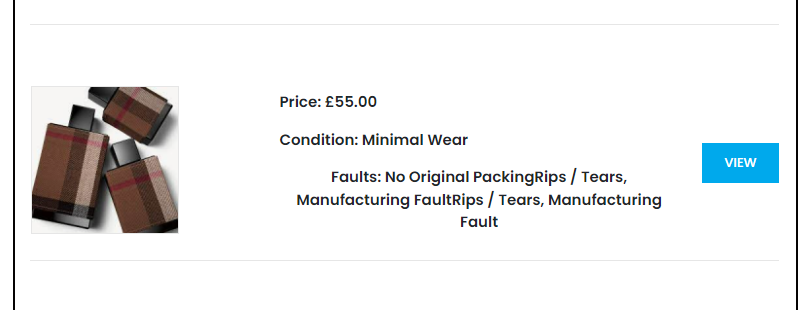 Price: £55.00
Condition: Minimal Wear
Faults: No Original PackingRips / Tears,
Manufacturing FaultRips / Tears, Manufacturing
Fault
VIEW